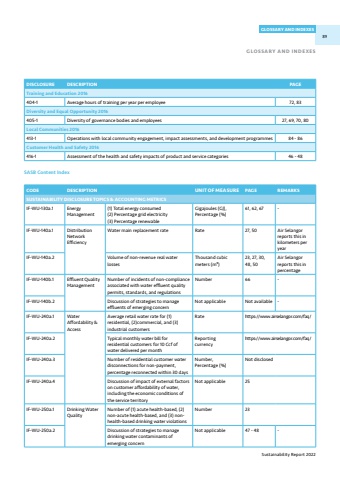 GLOSSARY AND INDEXES
89
GLOSSARY AND INDEXES
DISCLOSURE DESCRIPTION PAGE
Training and Education 2016
404-1 Average hours of training per year per employee 72, 83
Diversity and Equal Opportunity 2016
405-1 Diversity of governance bodies and employees 27, 69, 70, 80
Local Communities 2016
413-1 Operations with local community engagement, impact assessments, and development programmes 84 - 86
Customer Health and Safety 2016
416-1 Assessment of the health and safety impacts of product and service categories 46 - 48
SASB Content Index
CODE DESCRIPTION UNIT OF MEASURE PAGE REMARKS
SUSTAINABILITY DISCLOSURE TOPICS & ACCOUNTING METRICS
IF-WU-130a.1 Energy (1) Total energy consumed Gigajoules (GJ), 61, 62, 67 -
Management (2) Percentage grid electricity Percentage (%)
(3) Percentage renewable
IF-WU-140a.1 Distribution Water main replacement rate Rate 27, 50 Air Selangor
Network reports this in
Efficiency kilometers per
year
IF-WU-140a.2 Volume of non-revenue real water Thousand cubic 23, 27, 30, Air Selangor
losses meters (m³) 48, 50 reports this in
percentage
IF-WU-140b.1 Effluent Quality Number of incidents of non-compliance Number 66 -
Management associated with water effluent quality
permits, standards, and regulations
IF-WU-140b.2 Discussion of strategies to manage Not applicable Not available -
effluents of emerging concern
IF-WU-240a.1 Water Average retail water rate for (1) Rate https://www.airselangor.com/faq/
Affordability & residential, (2)commercial, and (3)
Access industrial customers
IF-WU-240a.2 Typical monthly water bill for Reporting https://www.airselangor.com/faq/
residential customers for 10 Ccf of currency
water delivered per month
IF-WU-240a.3 Number of residential customer water Number, Not disclosed
disconnections for non-payment, Percentage (%)
percentage reconnected within 30 days
IF-WU-240a.4 Discussion of impact of external factors Not applicable 25
on customer affordability of water,
including the economic conditions of
the service territory
IF-WU-250a.1 Drinking Water Number of (1) acute health-based, (2) Number 23
Quality non-acute health-based, and (3) non-
health-based drinking water violations
IF-WU-250a.2 Discussion of strategies to manage Not applicable 47 - 48 -
drinking water contaminants of
emerging concern
Sustainability Report 2022